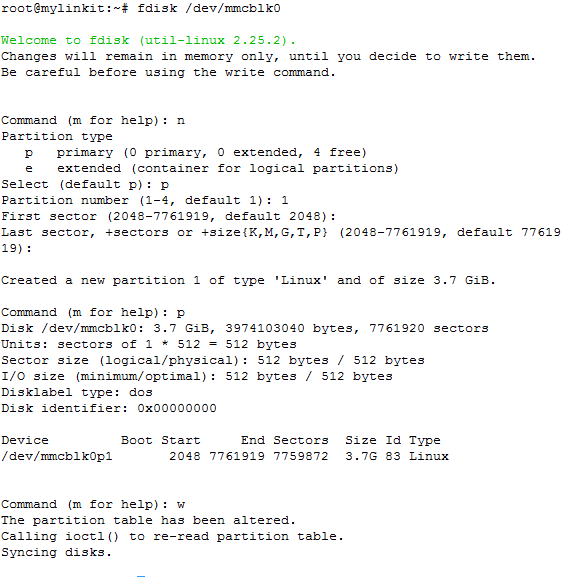 root@mylinkit:~# fdisk /dev/mmcblk0
Welcome to fdisk (util-linux 2.25.2).
Changes will remain in memory only, until you decide to write them.
Be careful before using the write command.
Command (m for help): n
Partition type
   p   primary (0 primary, 0 extended, 4 free)
   e   extended (container for logical partitions)
Select (default p): p
Partition number (1-4, default 1): 1
First sector (2048-7761919, default 2048):
Last sector, +sectors or +size{K,M,G,T,P} (2048-7761919, default 77619
19):
Created a new partition 1 of type 'Linux' and of size 3.7 GiB.
Command (m for help): p
Disk /dev/mmcblk0: 3.7 GiB, 3974103040 bytes, 7761920 sectors
Units: sectors of 1 * 512 = 512 bytes
Sector size (logical/physical): 512 bytes / 512 bytes
I/O size (minimum/optimal): 512 bytes / 512 bytes
Disklabel type: dos
Disk identifier: 0x00000000
Device         Boot Start     End Sectors  Size Id Type
/dev/mmcblk0p1       2048 7761919 7759872  3.7G 83 Linux
Command (m for help): w
The partition table has been altered.
Calling ioctl() to re-read partition table.
Syncing disks.